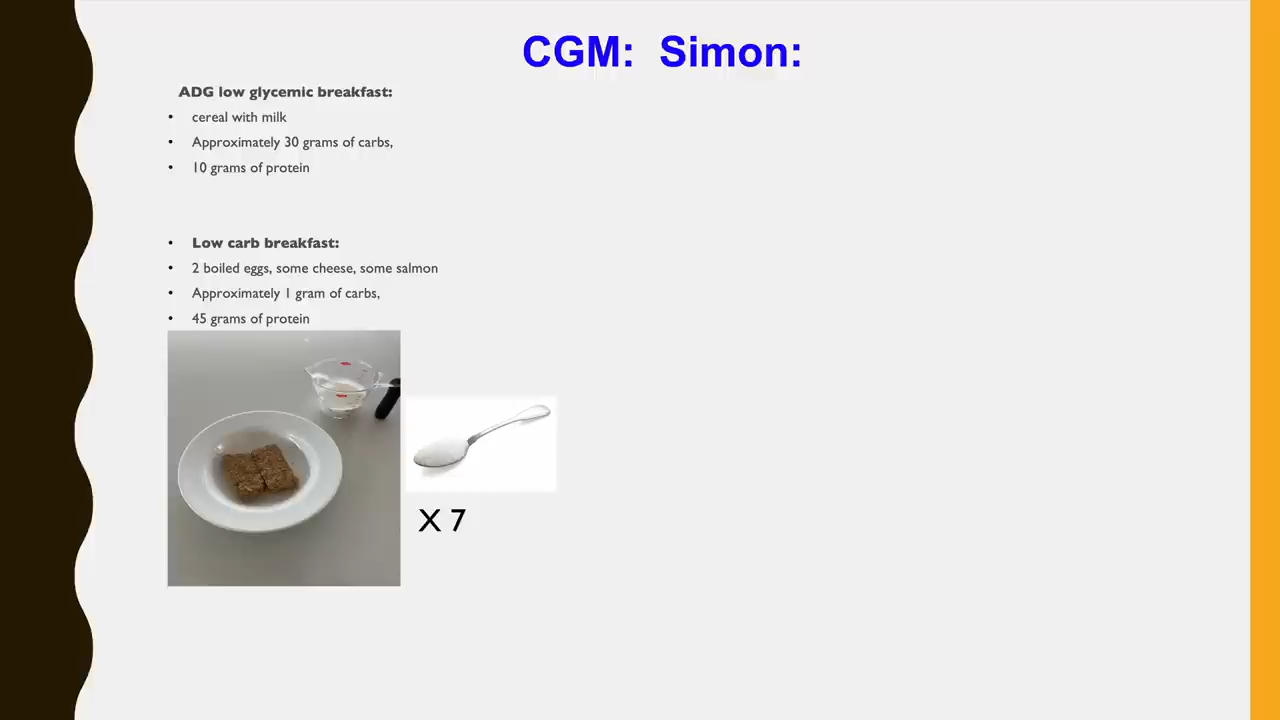 CGM: Simon:
ADG low glycemic breakfast:
• cereal with milk
• Approximately 30 grams of carbs,
• 10 grams of protein
• Low carb breakfast:
• 2 boiled eggs, some cheese, some salmon
• Approximately 1 gram of carbs,
• 45 grams of protein
X 7